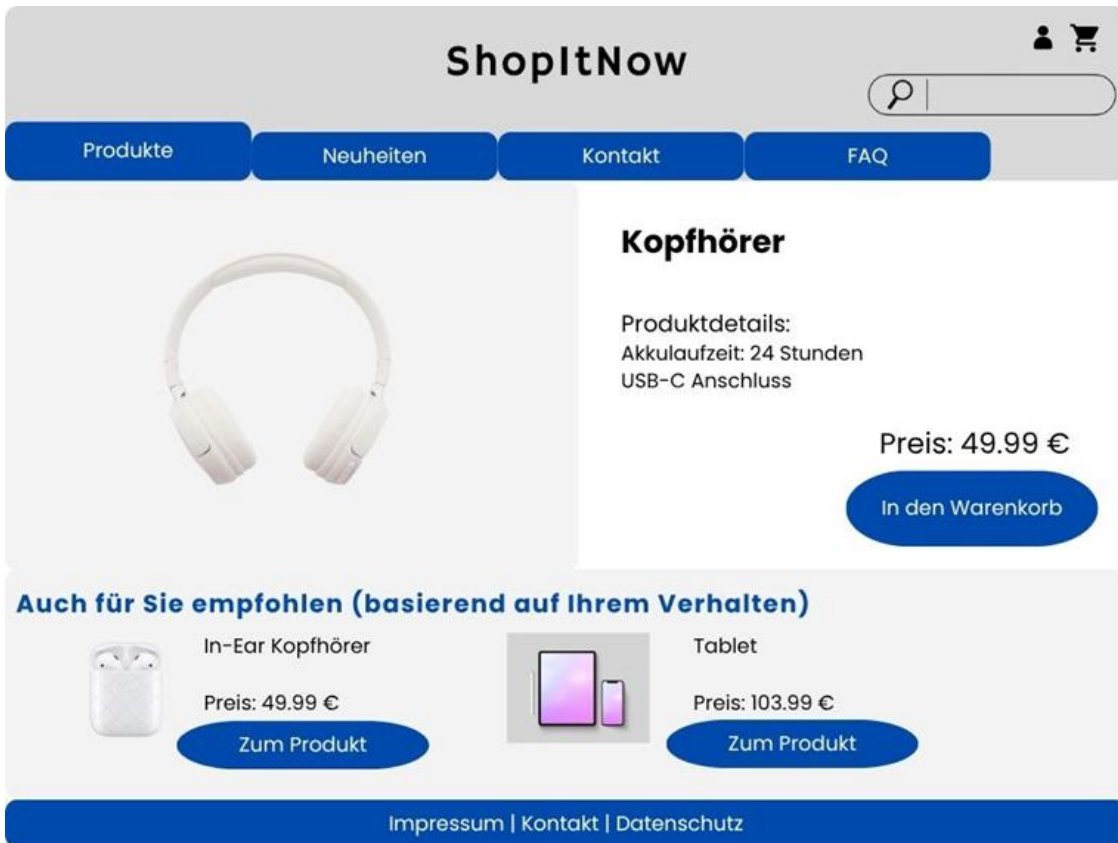 ShopItNow
Produkte
Neuheiten
Kontakt
FAQ
Kopfhörer
Produktdetails:
Akkulaufzeit: 24 Stunden
USB-C Anschluss
Preis: 49.99 €
In den Warenkorb
Auch für Sie empfohlen (basierend auf Ihrem Verhalten)
In-Ear Kopfhörer
Preis: 49.99 €
Zum Produkt
Tablet
Preis: 103.99 €
Zum Produkt
Impressum | Kontakt | Datenschutz